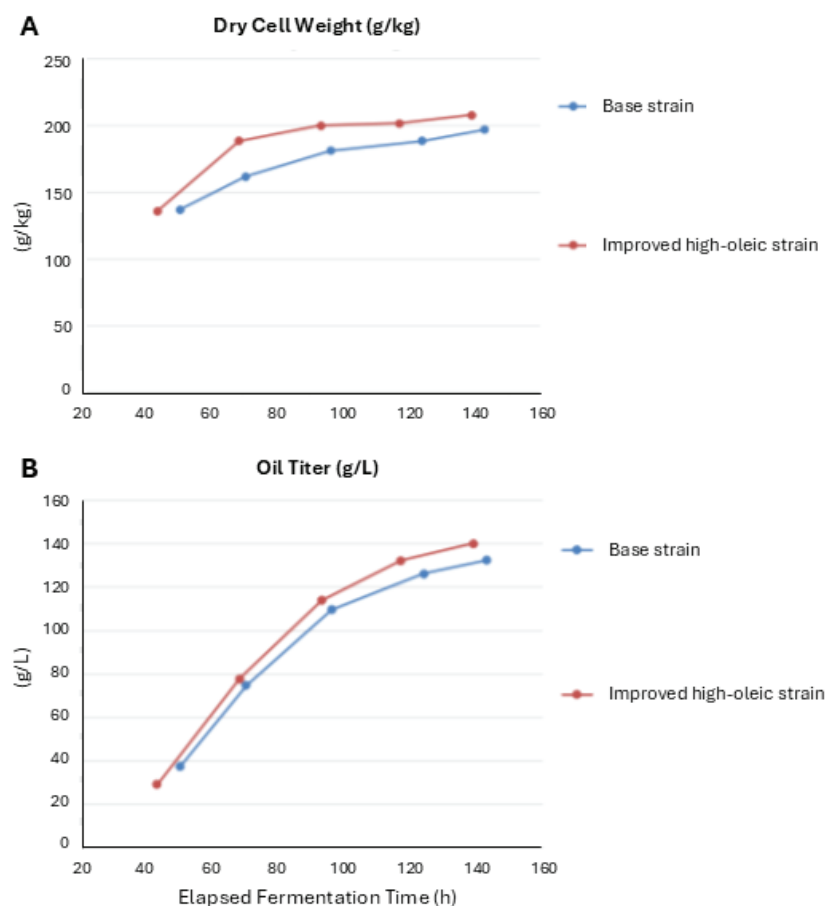 A
Dry Cell Weight (g/kg)
250
200
150
100
50
0
(g/kg)
20 40 60 80 100 120 140 160
Base strain
Improved high-oleic strain
B
Oil Titer (g/L)
160
140
120
100
80
60
40
20
0
(g/L)
20 40 60 80 100 120 140 160
Elapsed Fermentation Time (h)
Base strain
Improved high-oleic strain